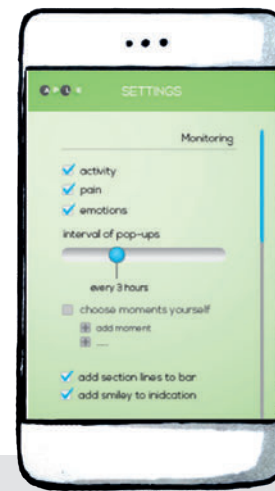 SETTINGS
Monitoring
activity
pain
emotions
interval of pop-ups
every 3 hours
choose moments yourself
add moment
....
add section lines to bar
add smiley to inidcation